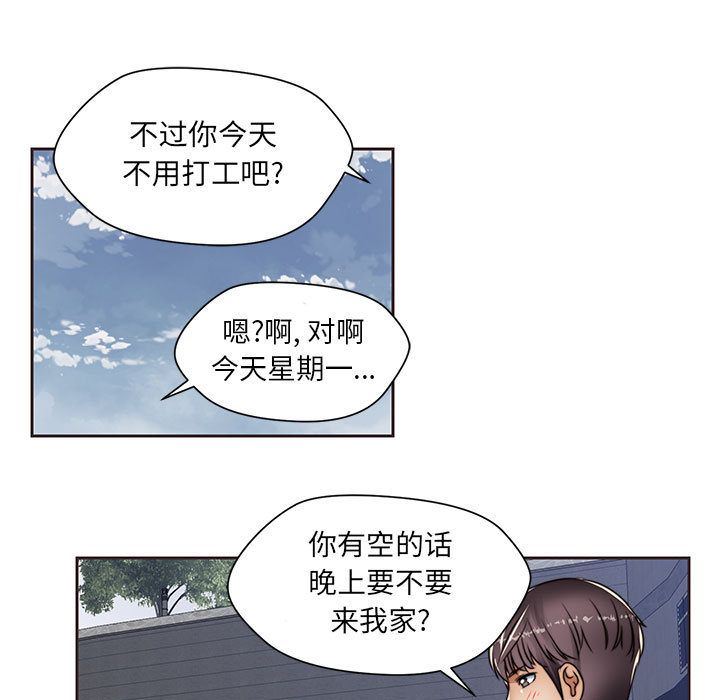 不过你今天
不用打工吧?
嗯?啊, 对啊
今天星期一...
你有空的话
晚上要不要
来我家?